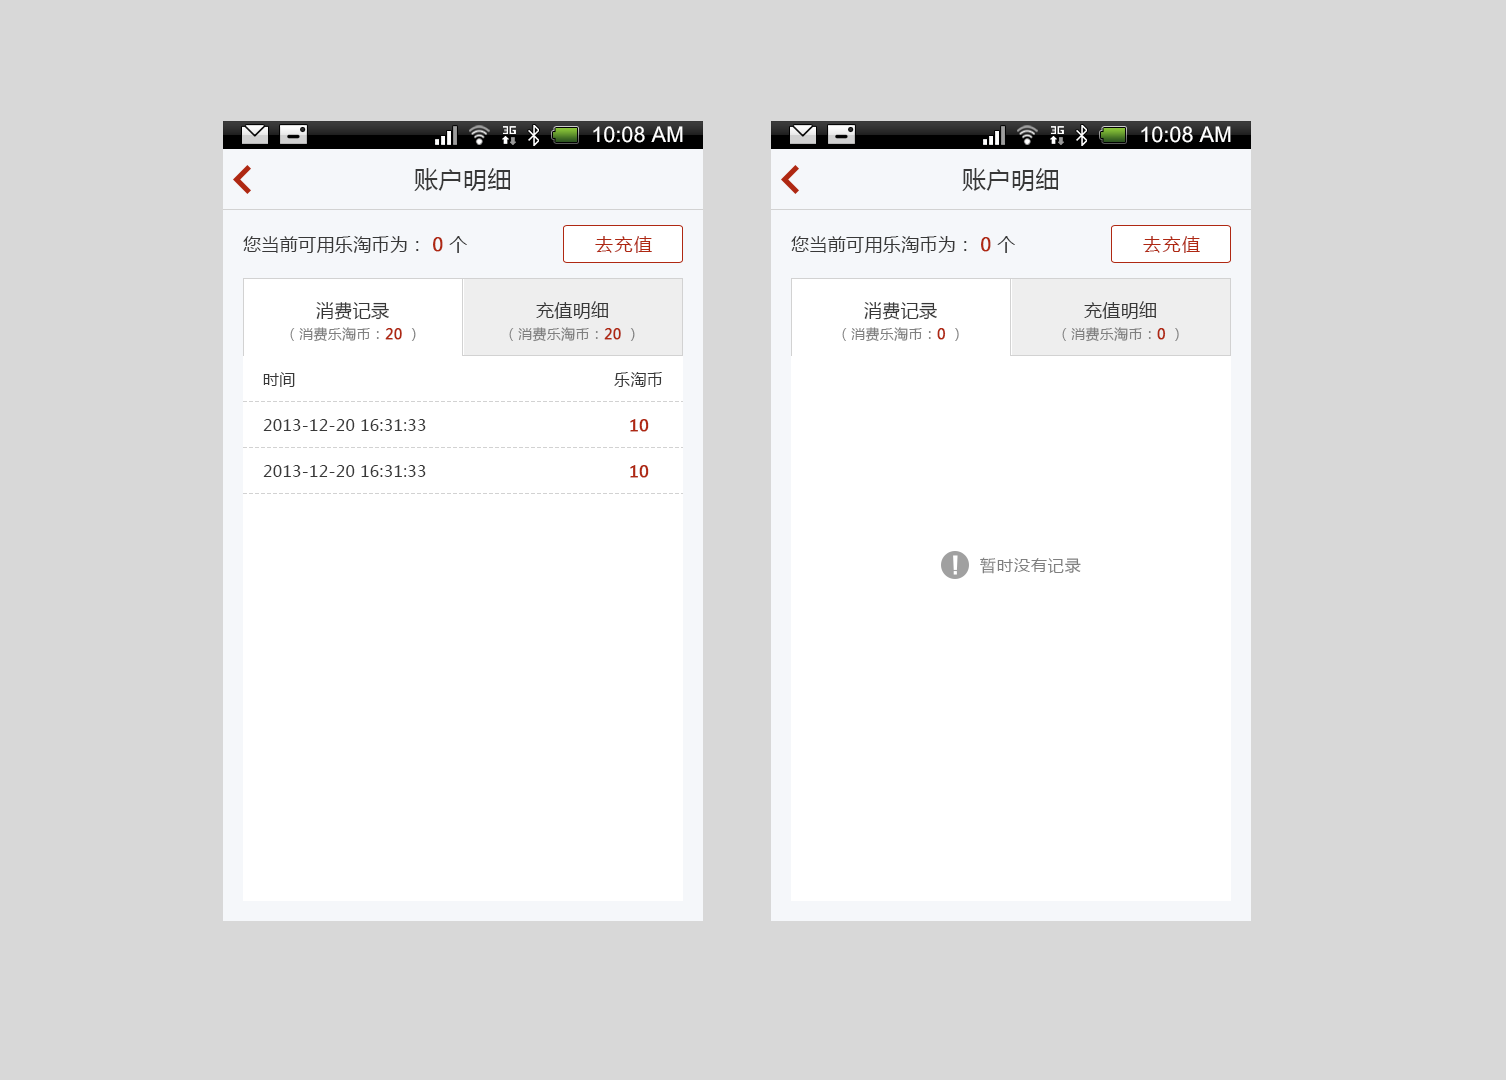 3G 10:08 AM
账户明细
您当前可用乐淘币为： 0 个 去充值
消费记录 充值明细
（ 消费乐淘币：20 ） （ 消费乐淘币：20 ）
时间 乐淘币
2013-12-20 16:31:33 10
2013-12-20 16:31:33 10
3G 10:08 AM
账户明细
您当前可用乐淘币为： 0 个 去充值
消费记录 充值明细
（ 消费乐淘币：0 ） （ 消费乐淘币：0 ）
暂时没有记录